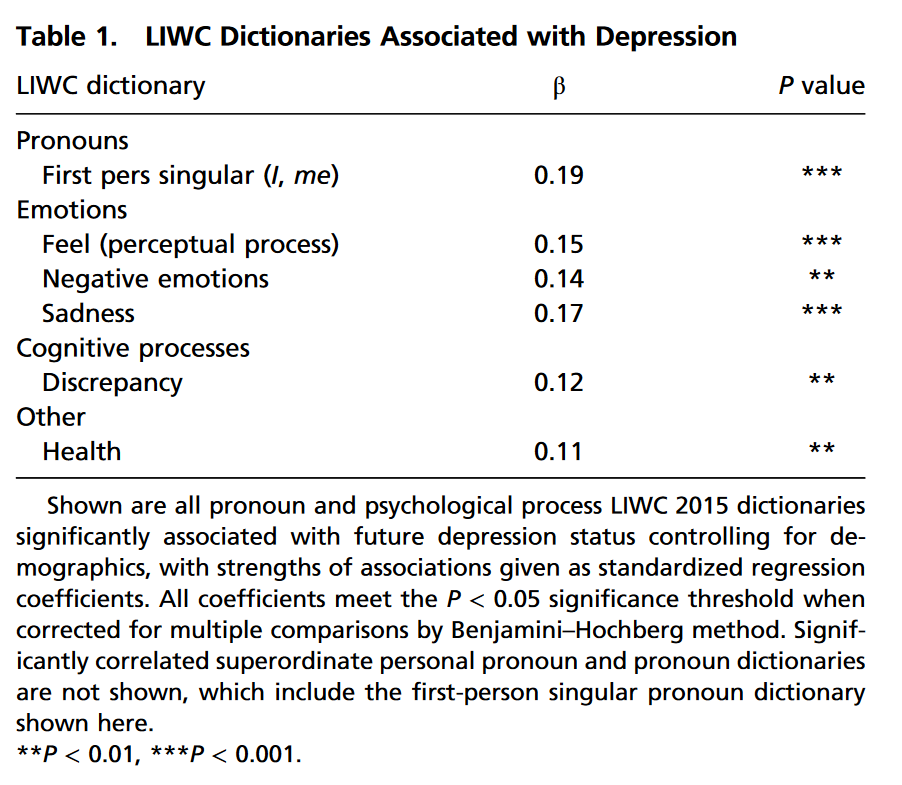 Table 1. LIWC Dictionaries Associated with Depression
LIWC dictionary β P value
Pronouns
First pers singular (I, me) 0.19 ***
Emotions
Feel (perceptual process) 0.15 ***
Negative emotions 0.14 **
Sadness 0.17 ***
Cognitive processes
Discrepancy 0.12 **
Other
Health 0.11 **
Shown are all pronoun and psychological process LIWC 2015 dictionaries
significantly associated with future depression status controlling for de-
mographics, with strengths of associations given as standardized regression
coefficients. All coefficients meet the P < 0.05 significance threshold when
corrected for multiple comparisons by Benjamini–Hochberg method. Signif-
icantly correlated superordinate personal pronoun and pronoun dictionaries
are not shown, which include the first-person singular pronoun dictionary
shown here.
**P < 0.01, ***P < 0.001.